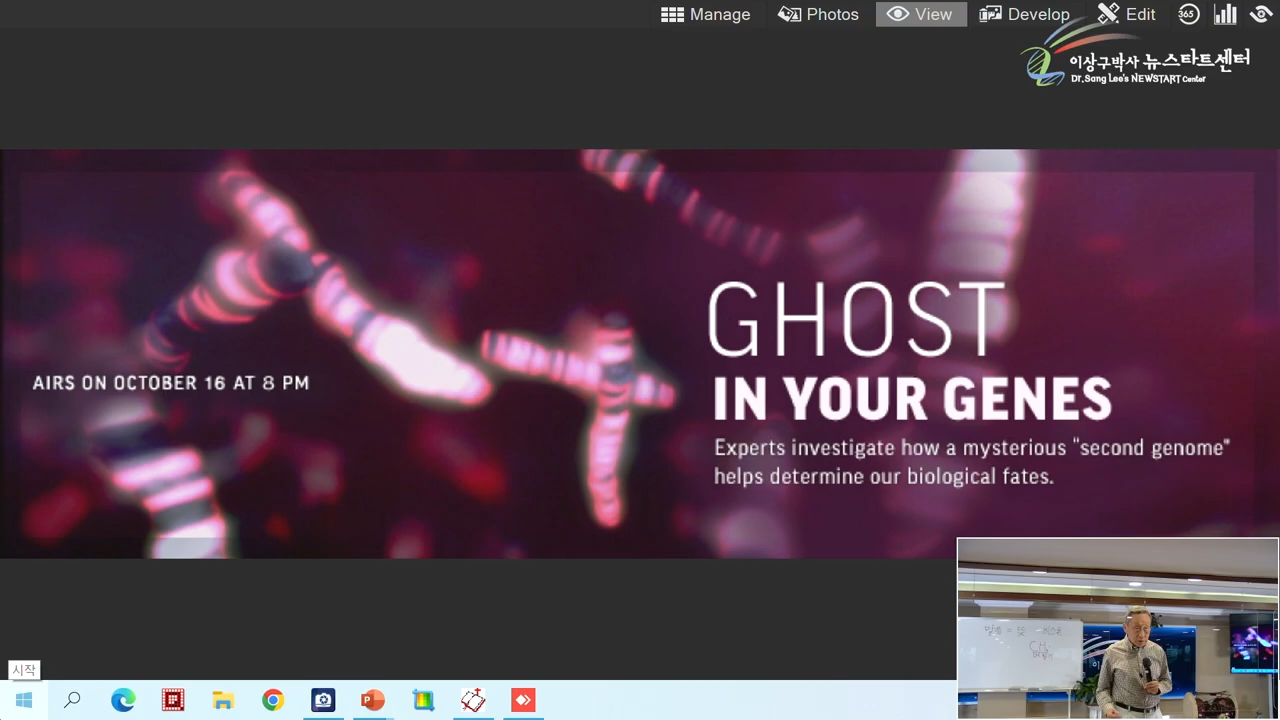 Manage Photos View Develop Edit 365
이상구박사 뉴스타트센터
Dr.Sang Lee's NEWSTART Center
GHOST
IN YOUR GENES
AIRS ON OCTOBER 16 AT 8 PM
Experts investigate how a mysterious "second genome"
helps determine our biological fates.
시작